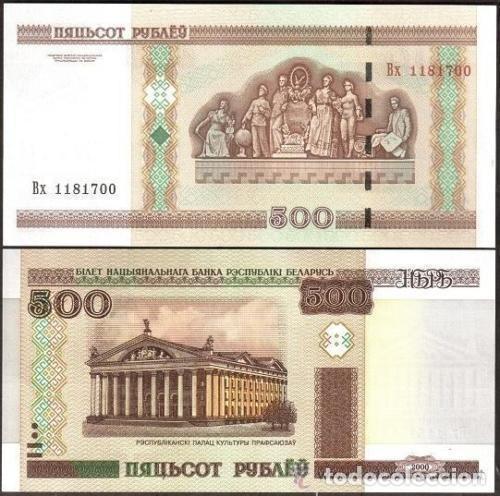 ПЯЦЬСОТ РУБЛЁЎ
Вх 1181700
Вх 1181700
500
БІЛЕТ НАЦЫЯНАЛЬНАГА БАНКА РЭСПУБЛІКІ БЕЛАРУСЬ
500
500
НБРБ
РЭСПУБЛІКАНСКІ ПАЛАЦ КУЛЬТУРЫ ПРАФСАЮЗАЎ
ПЯЦЬСОТ РУБЛЁЎ
2000
todocoleccion